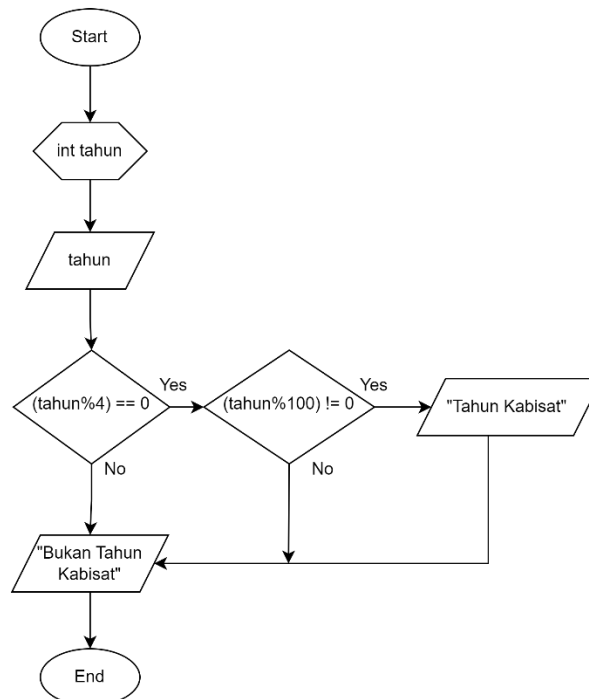 Start
int tahun
tahun
(tahun%4) == 0
Yes
(tahun%100) != 0
Yes
"Tahun Kabisat"
No
No
"Bukan Tahun
Kabisat"
End